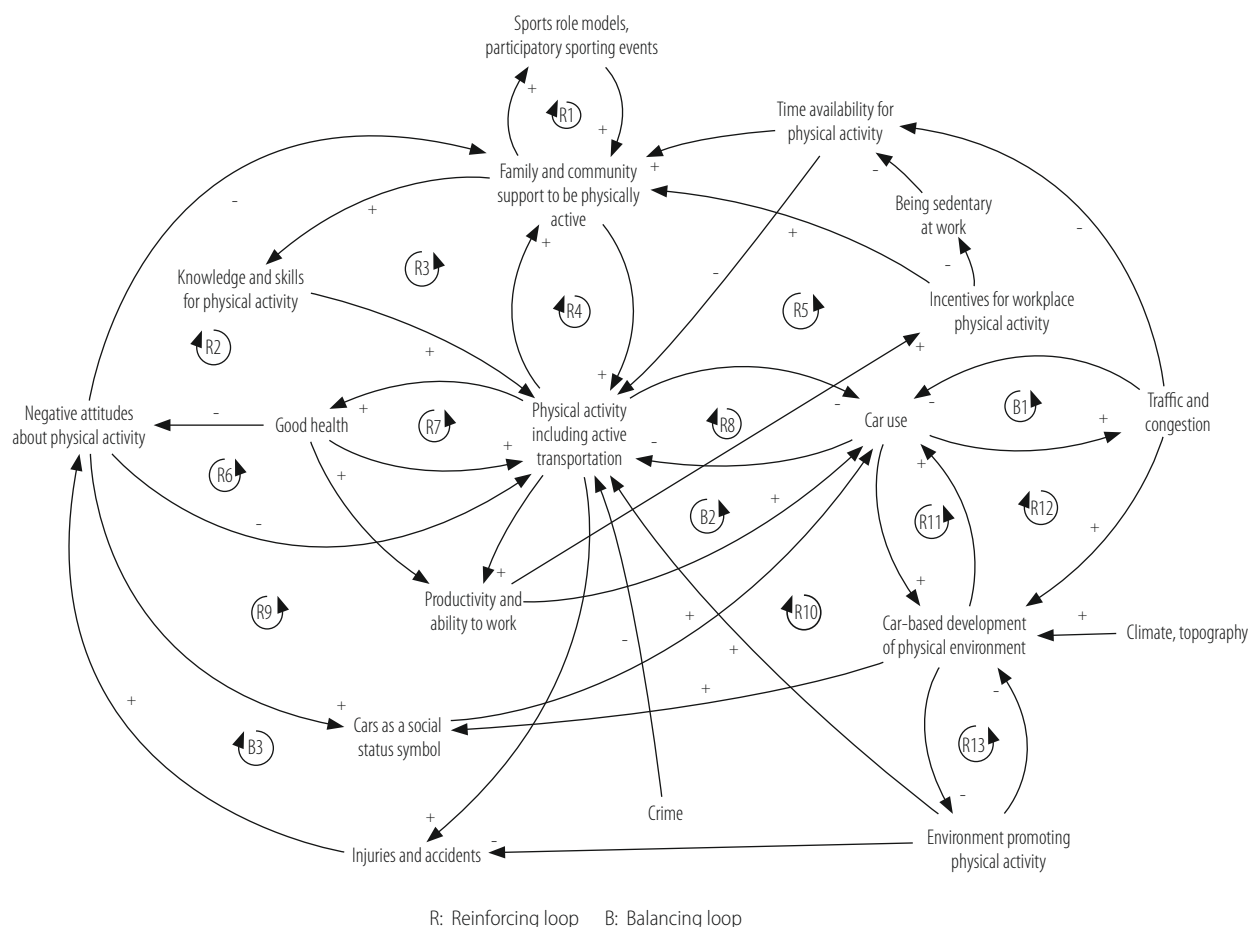 Sports role models,
participatory sporting events
+
R1
+
Time availability for
physical activity
+
Family and community
support to be physically
active
-
Being sedentary
at work
-
+
-
+
+
-
-
Knowledge and skills
for physical activity
R3
R4
R5
Incentives for workplace
physical activity
R2
+
+
+
Negative attitudes
about physical activity
-
Good health
+
R7
+
Physical activity
including active
transportation
-
R8
-
Car use
-
B1
+
Traffic and
congestion
R6
+
-
+
B2
+
R11
R12
+
+
Productivity and
ability to work
+
R9
-
+
R10
+
Car-based development
of physical environment
+
Climate, topography
+
+
+
Cars as a social
status symbol
-
B3
R13
-
+
Crime
-
Injuries and accidents
Environment promoting
physical activity
R: Reinforcing loop B: Balancing loop